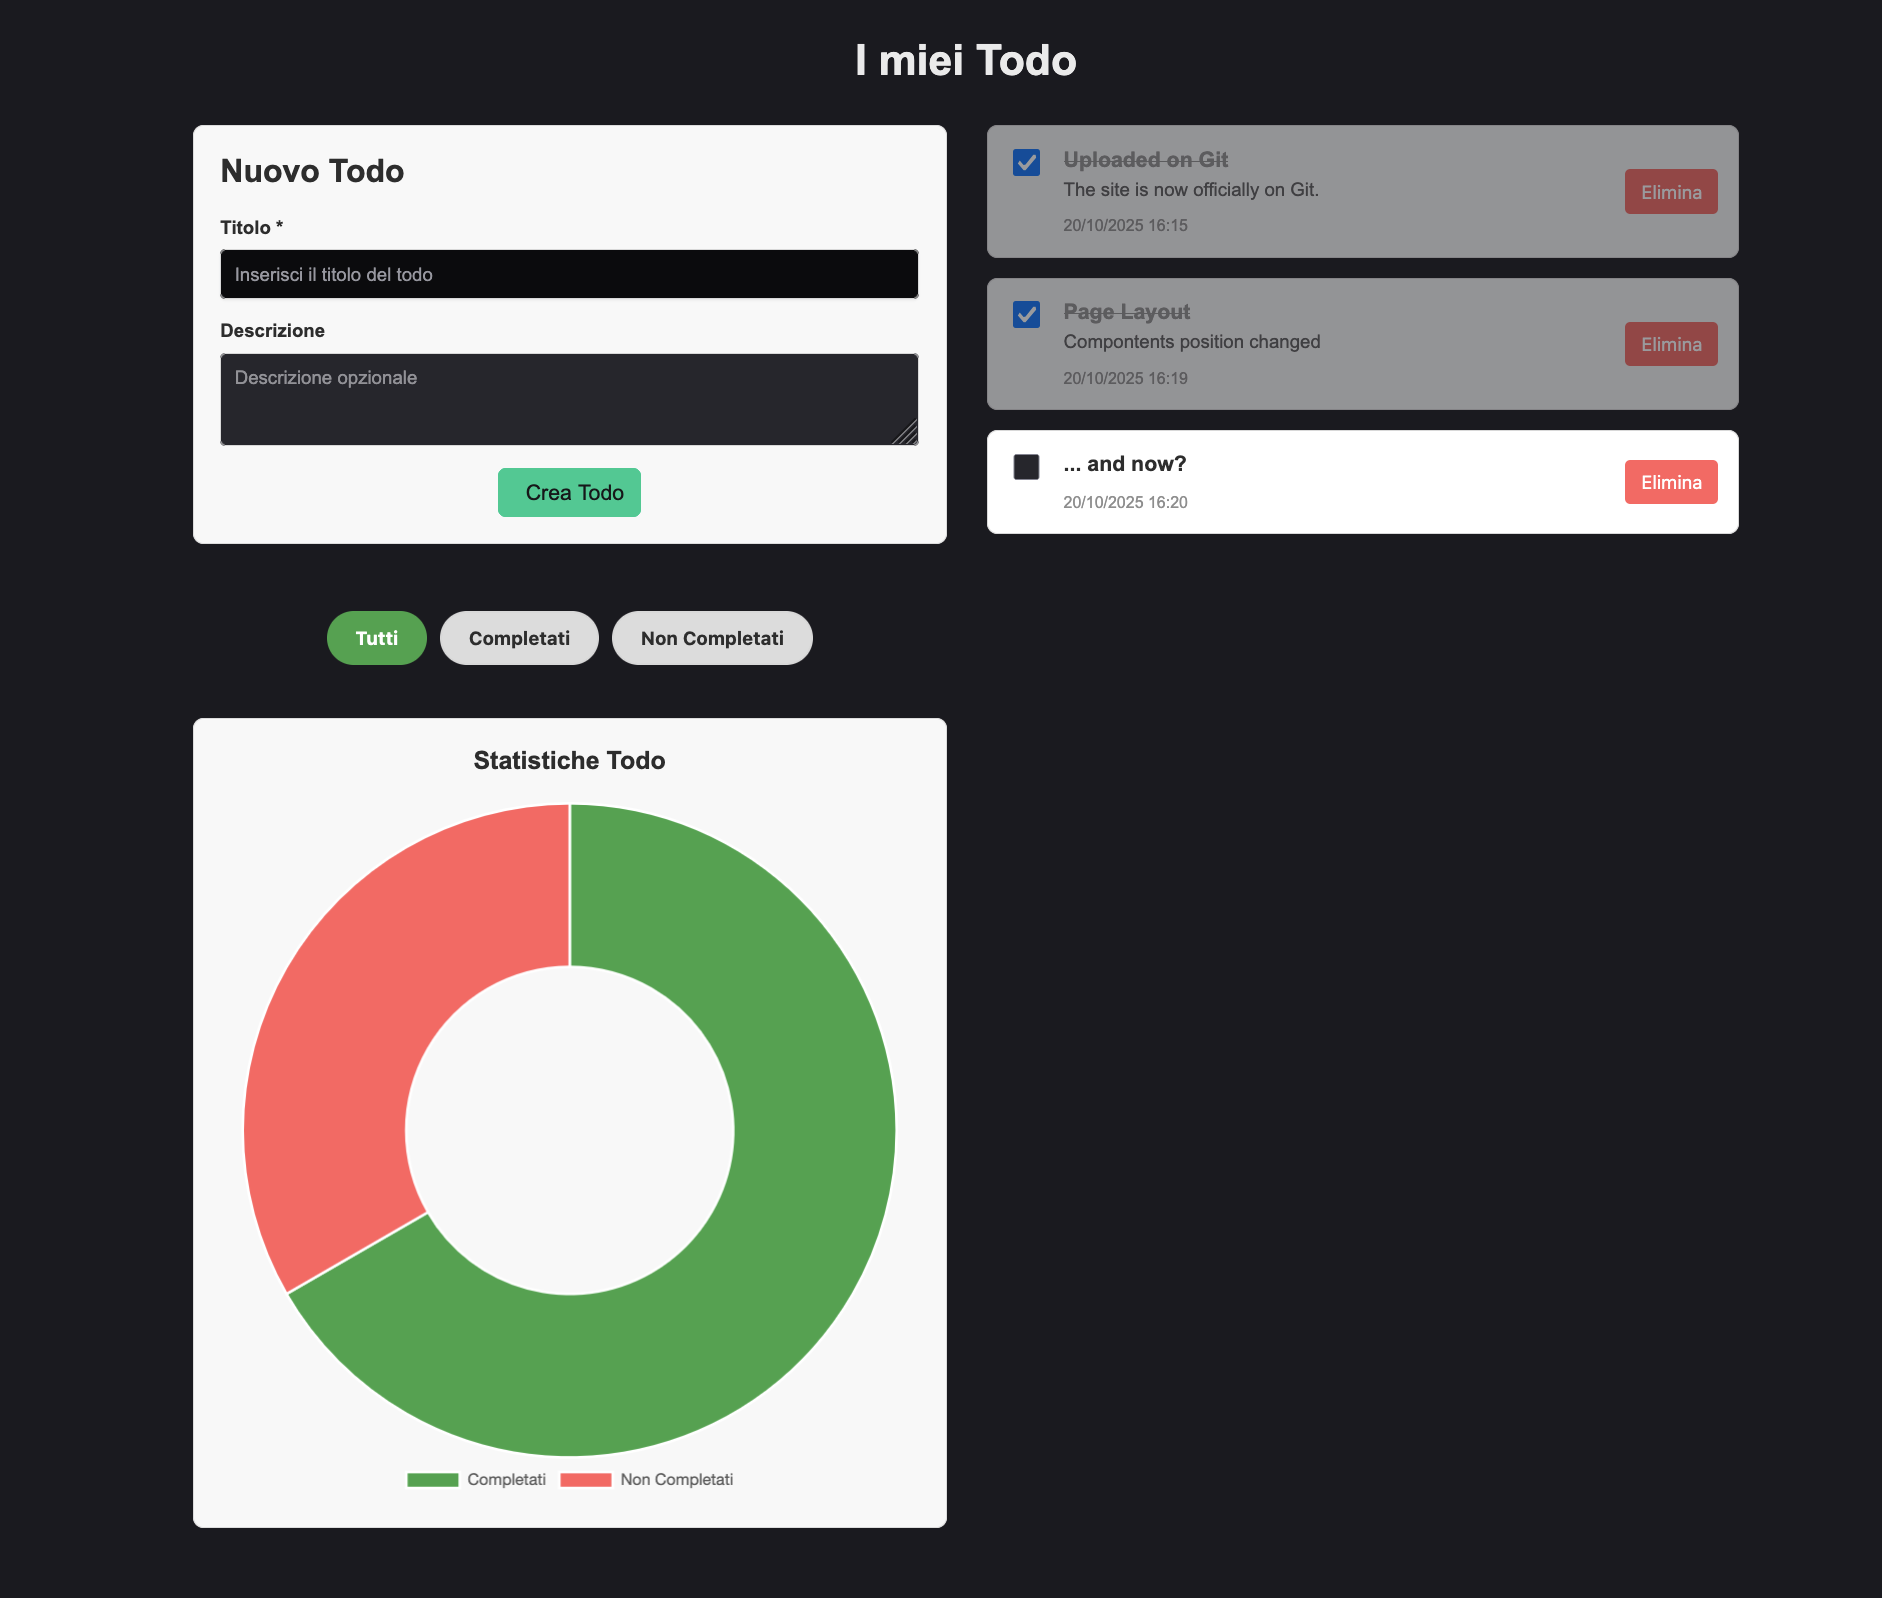 I miei Todo
Nuovo Todo
Titolo *
Inserisci il titolo del todo
Descrizione
Descrizione opzionale
Crea Todo
Uploaded on Git
The site is now officially on Git.
20/10/2025 16:15
Elimina
Page Layout
Compontents position changed
20/10/2025 16:19
Elimina
... and now?
20/10/2025 16:20
Elimina
Tutti
Completati
Non Completati
Statistiche Todo
Completati
Non Completati